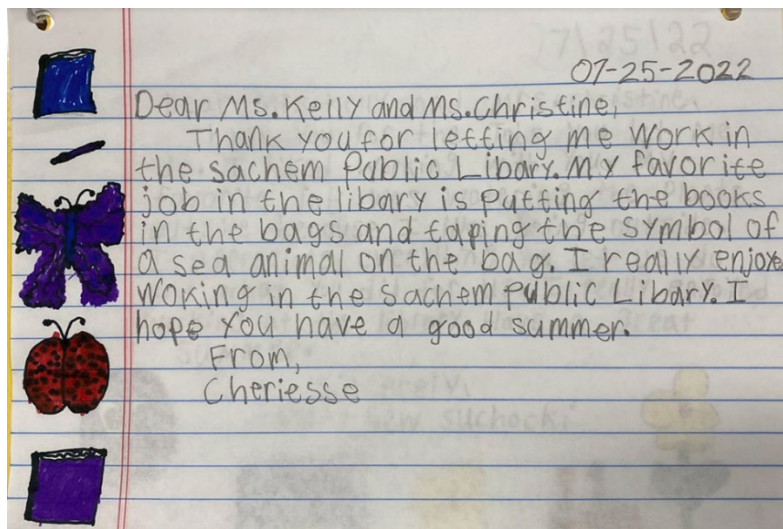 07-25-2022
Dear Ms. Kelly and Ms. Christine,
Thank you for letting me work in
the sachem Public Libary. My favorite
job in the libary is putting the books
in the bags and taping the symbol of
a sea animal on the bag. I really enjoye
woking in the Sachem Public Libary. I
hope you have a good summer.
From,
Cheriesse